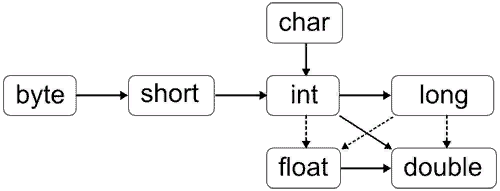 char
byte short int long
float double